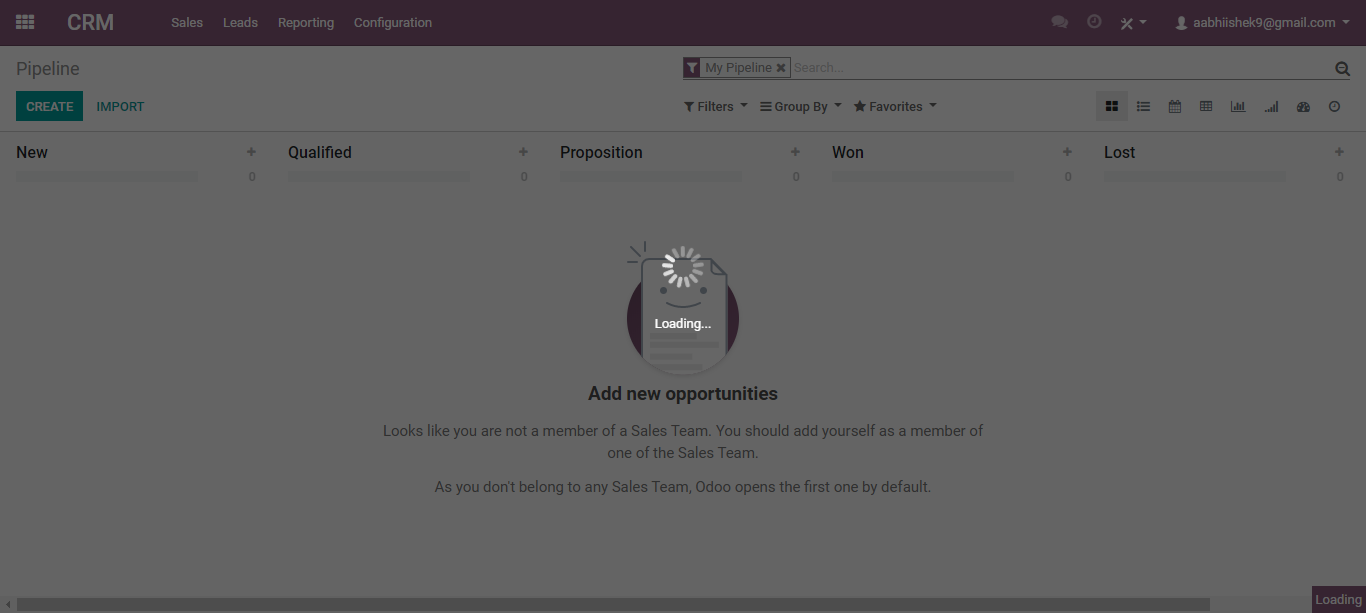 CRM Sales Leads Reporting Configuration aabhiishek9@gmail.com
Pipeline My Pipeline Search...
CREATE IMPORT Filters Group By Favorites
New Qualified Proposition Won Lost
0 0 0 0 0
Loading...
Add new opportunities
Looks like you are not a member of a Sales Team. You should add yourself as a member of
one of the Sales Team.
As you don't belong to any Sales Team, Odoo opens the first one by default.
Loading